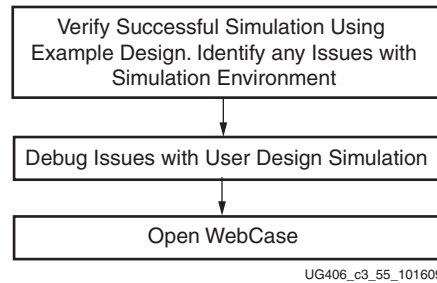 Verify Successful Simulation Using
Example Design. Identify any Issues with
Simulation Environment
Debug Issues with User Design Simulation
Open WebCase
UG406_c3_55_101609